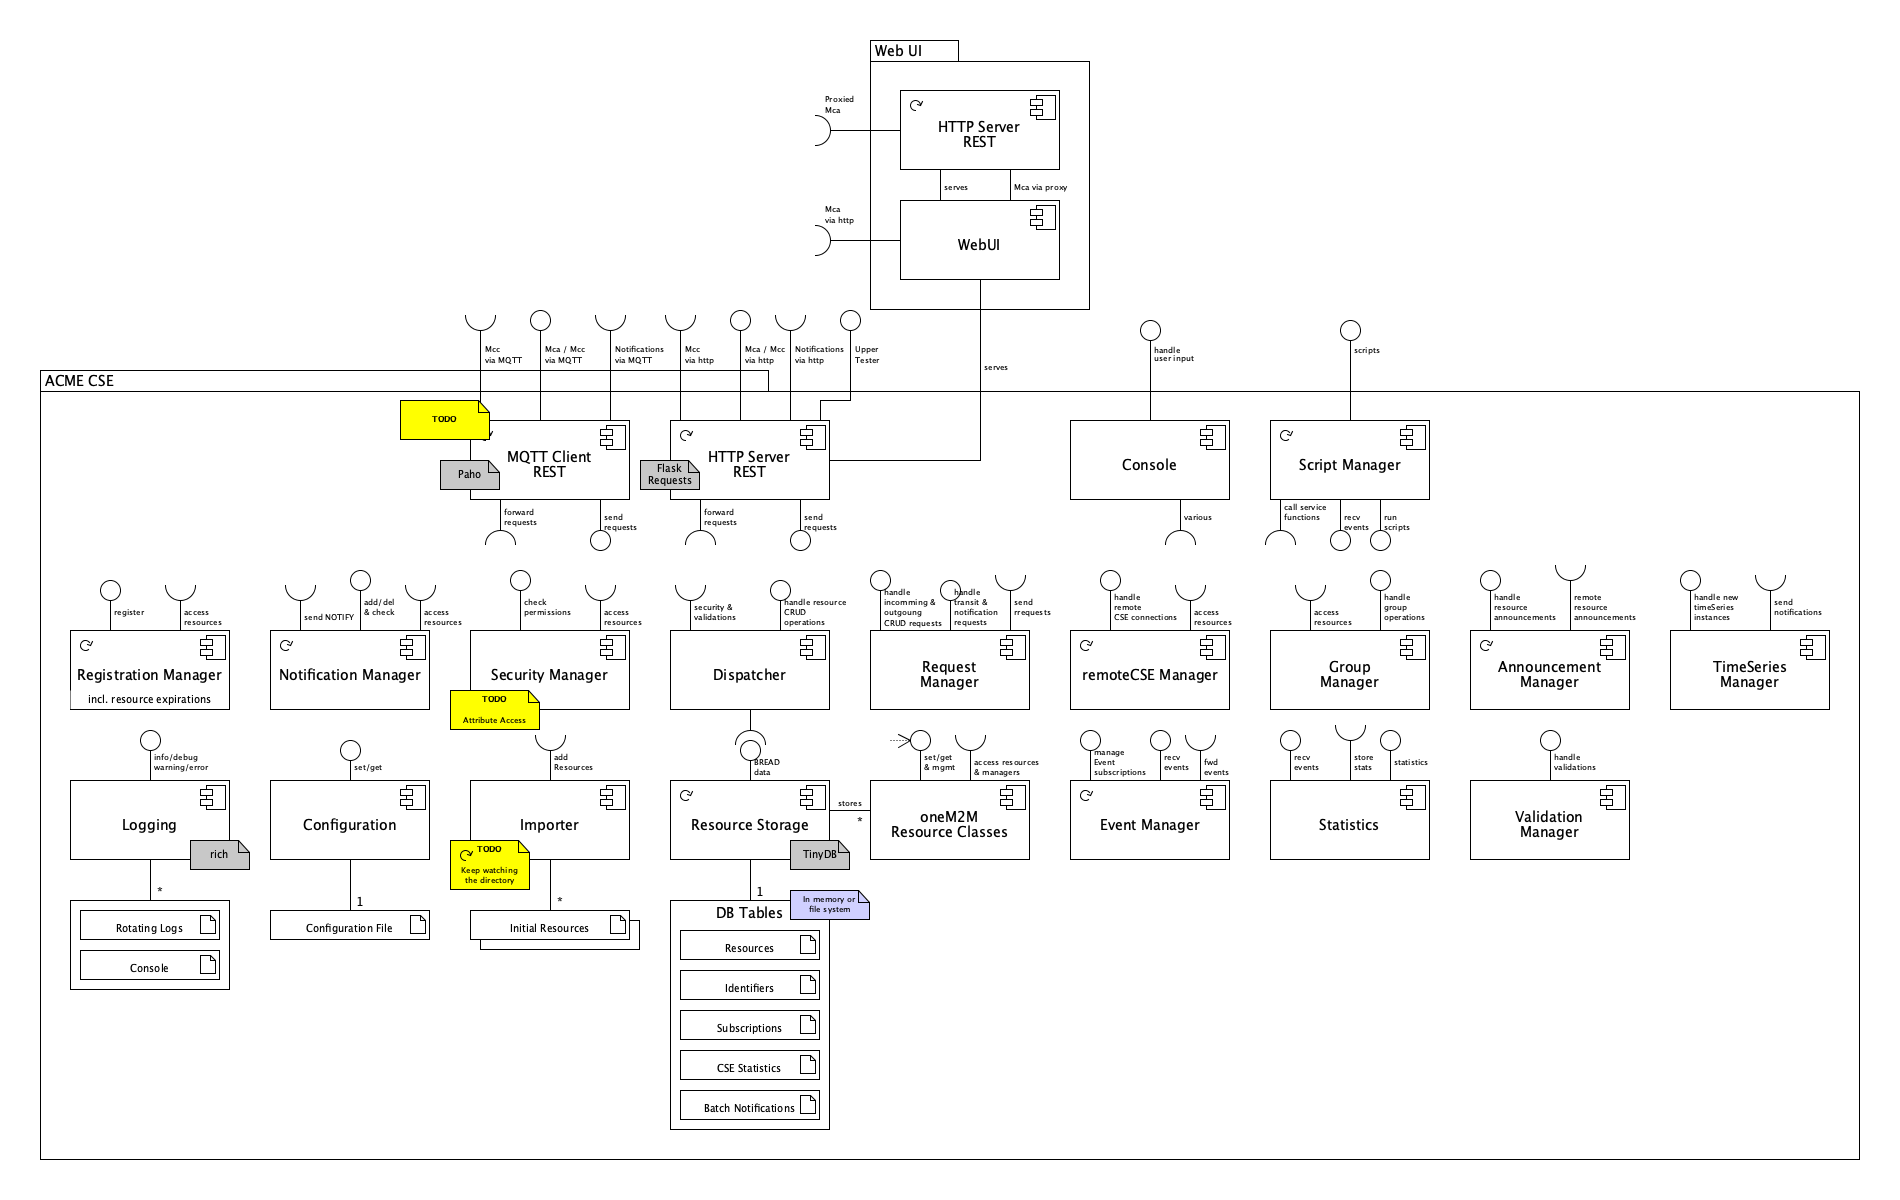 Web UI
Proxied
Mca
HTTP Server
REST
serves
Mca via proxy
Mca
via http
WebUI
serves
Mcc
via MQTT
Mca / Mcc
via MQTT
Notifications
via MQTT
Mcc
via http
Mca / Mcc
via http
Notifications
via http
Upper
Tester
handle
user input
scripts
ACME CSE
TODO
MQTT Client
REST
Paho
HTTP Server
REST
Flask
Requests
Console
Script Manager
forward
requests
send
requests
forward
requests
send
requests
various
call service
functions
recv
events
run
scripts
register
access
resources
send NOTIFY
add/del
& check
access
resources
check
permissions
access
resources
security &
validations
handle resource
CRUD
operations
handle
incomming &
outgoung
CRUD requests
handle
transit &
notification
requests
send
rrequests
handle
remote
CSE connections
access
resources
access
resources
handle
group
operations
handle
resource
announcements
remote
resource
announcements
handle new
timeSeries
instances
send
notifications
Registration Manager
incl. resource expirations
Notification Manager
Security Manager
TODO
Attribute Access
Dispatcher
Request
Manager
remoteCSE Manager
Group
Manager
Announcement
Manager
TimeSeries
Manager
info/debug
warning/error
set/get
add
Resources
BREAD
data
set/get
& mgmt
access resources
& managers
manage
Event
subscriptions
recv
events
fwd
events
recv
events
store
stats
statistics
handle
validations
Logging
rich
Configuration
Importer
TODO
Keep watching
the directory
Resource Storage
TinyDB
stores
*
oneM2M
Resource Classes
Event Manager
Statistics
Validation
Manager
*
1
*
1
In memory or
file system
Rotating Logs
Console
Configuration File
Initial Resources
DB Tables
Resources
Identifiers
Subscriptions
CSE Statistics
Batch Notifications